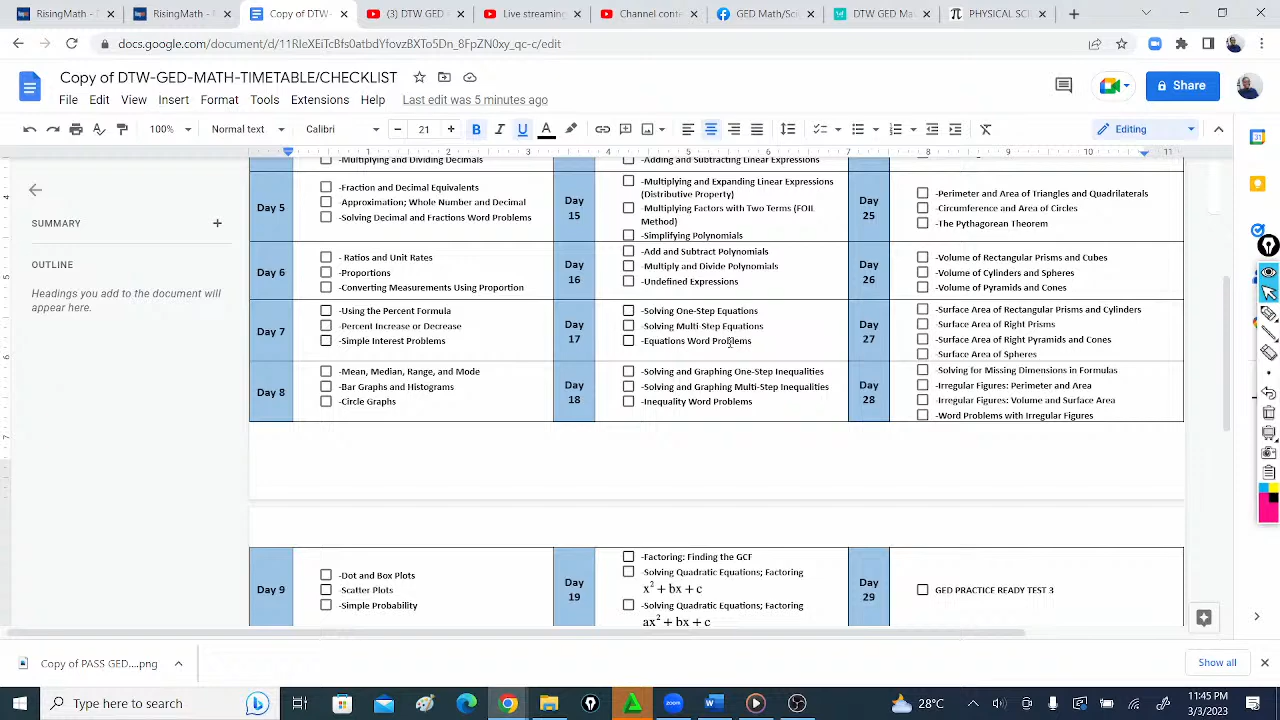 RisingMath -
RisingMath - 
Copy of DTW-
(3) TOP GED
Live streaming
Channel cont
GED Math/Sc
DTW GED Ma
PHYSICAL SC
docs.google.com/document/d/
/edit
Copy of DTW-GED-MATH-TIMETABLE/CHECKLIST
Share
File Edit View Insert Format Tools Extensions Help Last edit was 5 minutes ago
100% Normal text Calibri 21 B I U A Editing
1 2 3 4 5 6 7 8 9 10 11
SUMMARY
OUTLINE
Headings you add to the document will
appear here.
-Multiplying and Dividing Decimals
-Adding and Subtracting Linear Expressions
Day 5
-Fraction and Decimal Equivalents
-Approximation; Whole Number and Decimal
-Solving Decimal and Fractions Word Problems
Day
15
-Multiplying and Expanding Linear Expressions
(Distributive Property)
-Multiplying Factors with Two Terms (FOIL
Method)
-Simplifying Polynomials
Day
25
-Perimeter and Area of Triangles and Quadrilaterals
-Circumference and Area of Circles
-The Pythagorean Theorem
Day 6
- Ratios and Unit Rates
-Proportions
-Converting Measurements Using Proportion
Day
16
-Add and Subtract Polynomials
-Multiply and Divide Polynomials
-Undefined Expressions
Day
26
-Volume of Rectangular Prisms and Cubes
-Volume of Cylinders and Spheres
-Volume of Pyramids and Cones
Day 7
-Using the Percent Formula
-Percent Increase or Decrease
-Simple Interest Problems
Day
17
-Solving One-Step Equations
-Solving Multi-Step Equations
-Equations Word Problems
Day
27
-Surface Area of Rectangular Prisms and Cylinders
-Surface Area of Right Prisms
-Surface Area of Right Pyramids and Cones
-Surface Area of Spheres
Day 8
-Mean, Median, Range, and Mode
-Bar Graphs and Histograms
-Circle Graphs
Day
18
-Solving and Graphing One-Step Inequalities
-Solving and Graphing Multi-Step Inequalities
-Inequality Word Problems
Day
28
-Solving for Missing Dimensions in Formulas
-Irregular Figures: Perimeter and Area
-Irregular Figures: Volume and Surface Area
-Word Problems with Irregular Figures
Day 9
-Dot and Box Plots
-Scatter Plots
-Simple Probability
Day
19
-Factoring: Finding the GCF
-Solving Quadratic Equations; Factoring
x² + bx + c
-Solving Quadratic Equations; Factoring
ax² + bx + c
Day
29
GED PRACTICE READY TEST 3
Copy of PASS GED....png
Show all
Type here to search
28°C
11:45 PM
3/3/2023